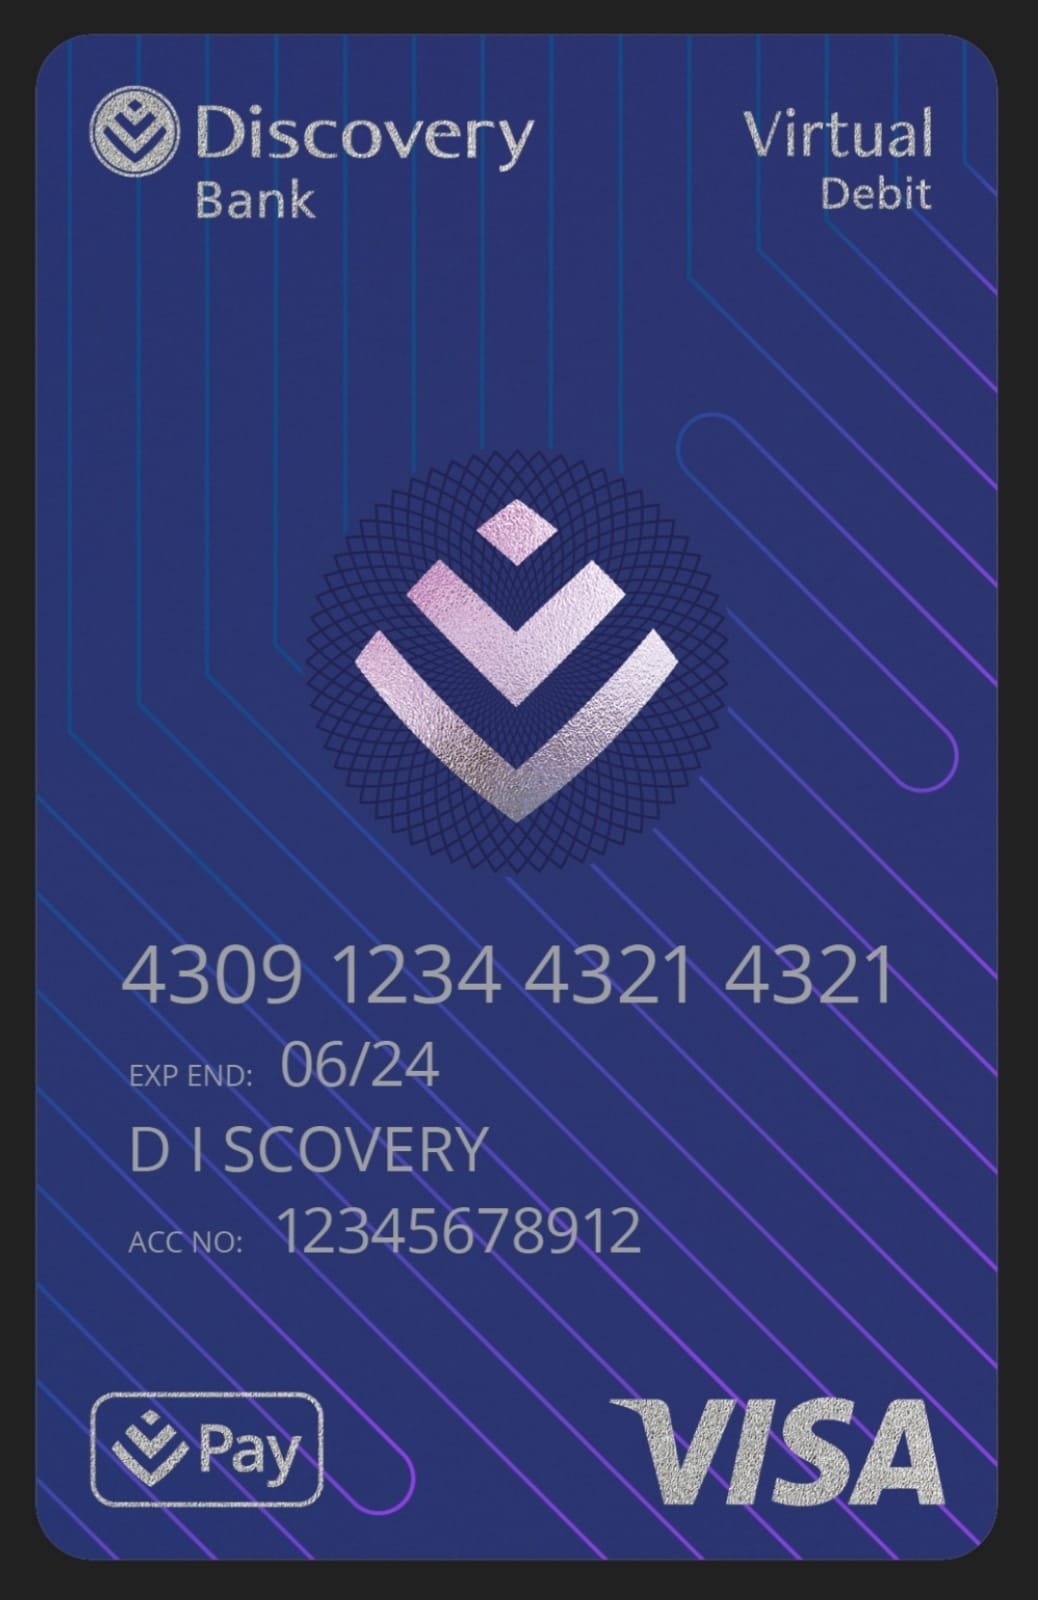 Discovery
Bank
Virtual
Debit
4309 1234 4321 4321
EXP END: 06/24
D I SCOVERY
ACC NO: 12345678912
Pay
VISA